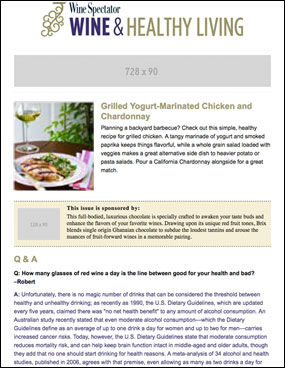 Wine Spectator
WINE & HEALTHY LIVING
728 x 90
Grilled Yogurt-Marinated Chicken and
Chardonnay
Planning a backyard barbecue? Check out this simple, healthy
recipe for grilled chicken. A tangy marinade of yogurt and smoked
paprika keeps things flavorful, while a whole grain salad loaded with
veggies makes a great alternative side dish to heavier potato or
pasta salads. Pour a California Chardonnay alongside for a great
match.
This issue is sponsored by:
This full-bodied, luxurious chocolate is specially crafted to awaken your taste buds and
enhance the flavors of your favorite wines. Drawing upon its unique red fruit tones, Brix
blends single origin Ghanaian chocolate to subdue the loudest tannins and arouse the
nuances of fruit-forward wines in a memorable pairing.
Q & A
Q: How many glasses of red wine a day is the line between good for your health and bad?
–Robert
A: Unfortunately, there is no magic number of drinks that can be considered the threshold between
healthy and unhealthy drinking; as recently as 1990, the U.S. Dietary Guidelines, which are updated
every five years, claimed there was "no net health benefit" to any amount of alcohol consumption. An
Australian study recently stated that even moderate alcohol consumption—which the Dietary
Guidelines define as an average of up to one drink a day for women and up to two for men—carries
increased cancer risks. Today, however, the U.S. Dietary Guidelines state that moderate consumption
reduces mortality risk, and can help keep brain function intact in middle-aged and older adults, though
they add that no one should start drinking for health reasons. A meta-analysis of 34 alcohol and health
studies, published in 2006, agrees with that premise, even allowing as many as two drinks a day for